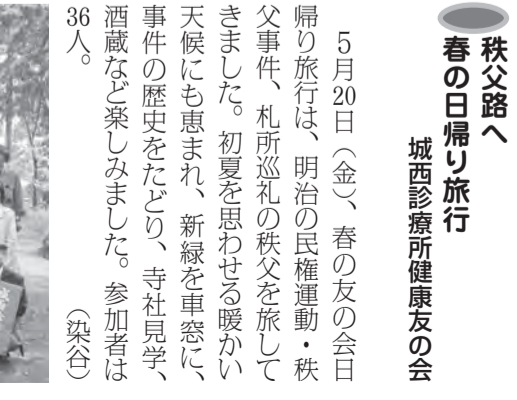 秩父路へ
春の日帰り旅行
城西診療所健康友の会
５月20日（金）、春の友の会日
帰り旅行は、明治の民権運動・秩
父事件、札所巡礼の秩父を旅して
きました。初夏を思わせる暖かい
天候にも恵まれ、新緑を車窓に、
事件の歴史をたどり、寺社見学、
酒蔵など楽しみました。参加者は
36人。
（染谷）